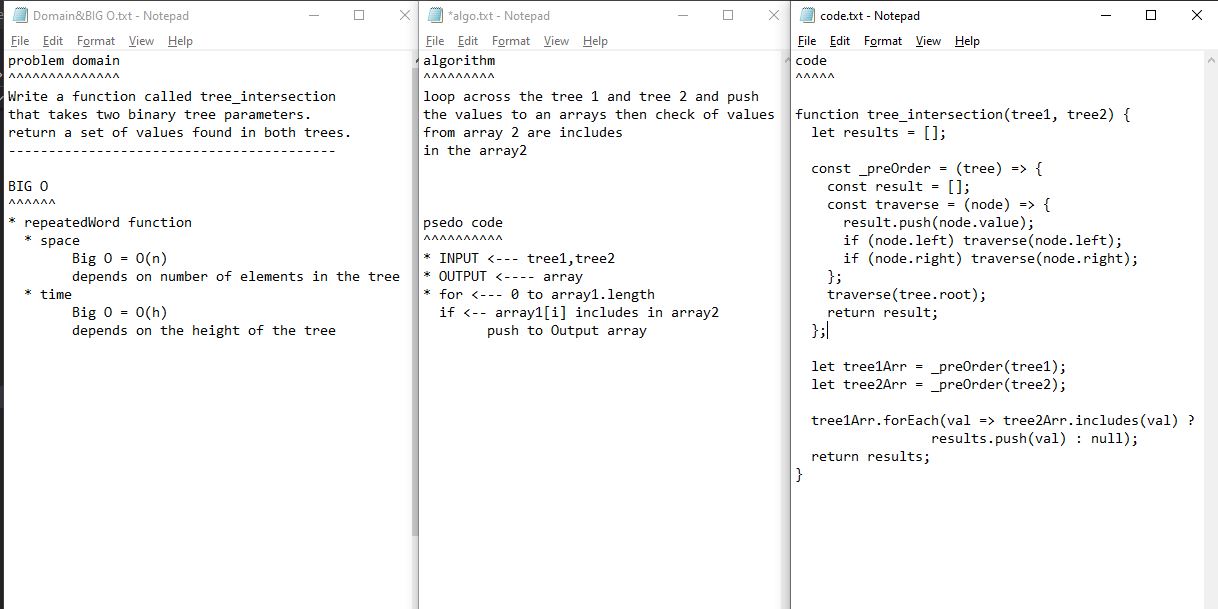 Domain&BIG O.txt - Notepad
File Edit Format View Help
problem domain
^^^^^^^^^^^^^^
Write a function called tree_intersection
that takes two binary tree parameters.
return a set of values found in both trees.
-----------------------------------------
BIG O
^^^^^^
* repeatedWord function
  * space
        Big O = O(n)
        depends on number of elements in the tree
  * time
        Big O = O(h)
        depends on the height of the tree
*algo.txt - Notepad
File Edit Format View Help
algorithm
^^^^^^^^^
loop across the tree 1 and tree 2 and push
the values to an arrays then check of values
from array 2 are includes
in the array2
psedo code
^^^^^^^^^^
* INPUT <--- tree1,tree2
* OUTPUT <---- array
* for <--- 0 to array1.length
  if <-- array1[i] includes in array2
        push to Output array
code.txt - Notepad
File Edit Format View Help
code
^^^^^
function tree_intersection(tree1, tree2) {
  let results = [];
  const _preOrder = (tree) => {
    const result = [];
    const traverse = (node) => {
      result.push(node.value);
      if (node.left) traverse(node.left);
      if (node.right) traverse(node.right);
    };
    traverse(tree.root);
    return result;
  };
  let tree1Arr = _preOrder(tree1);
  let tree2Arr = _preOrder(tree2);
  tree1Arr.forEach(val => tree2Arr.includes(val) ?
                 results.push(val) : null);
  return results;
}